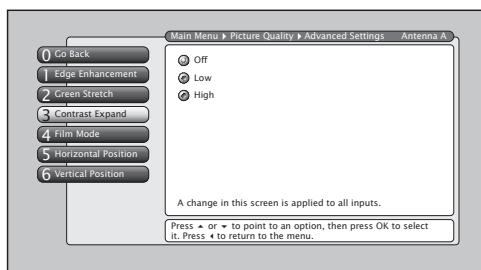 Main Menu ▶ Picture Quality ▶ Advanced Settings Antenna A
0 Go Back
1 Edge Enhancement
2 Green Stretch
3 Contrast Expand
4 Film Mode
5 Horizontal Position
6 Vertical Position
Off
Low
High
A change in this screen is applied to all inputs.
Press ▲ or ▼ to point to an option, then press OK to select
it. Press ◀ to return to the menu.